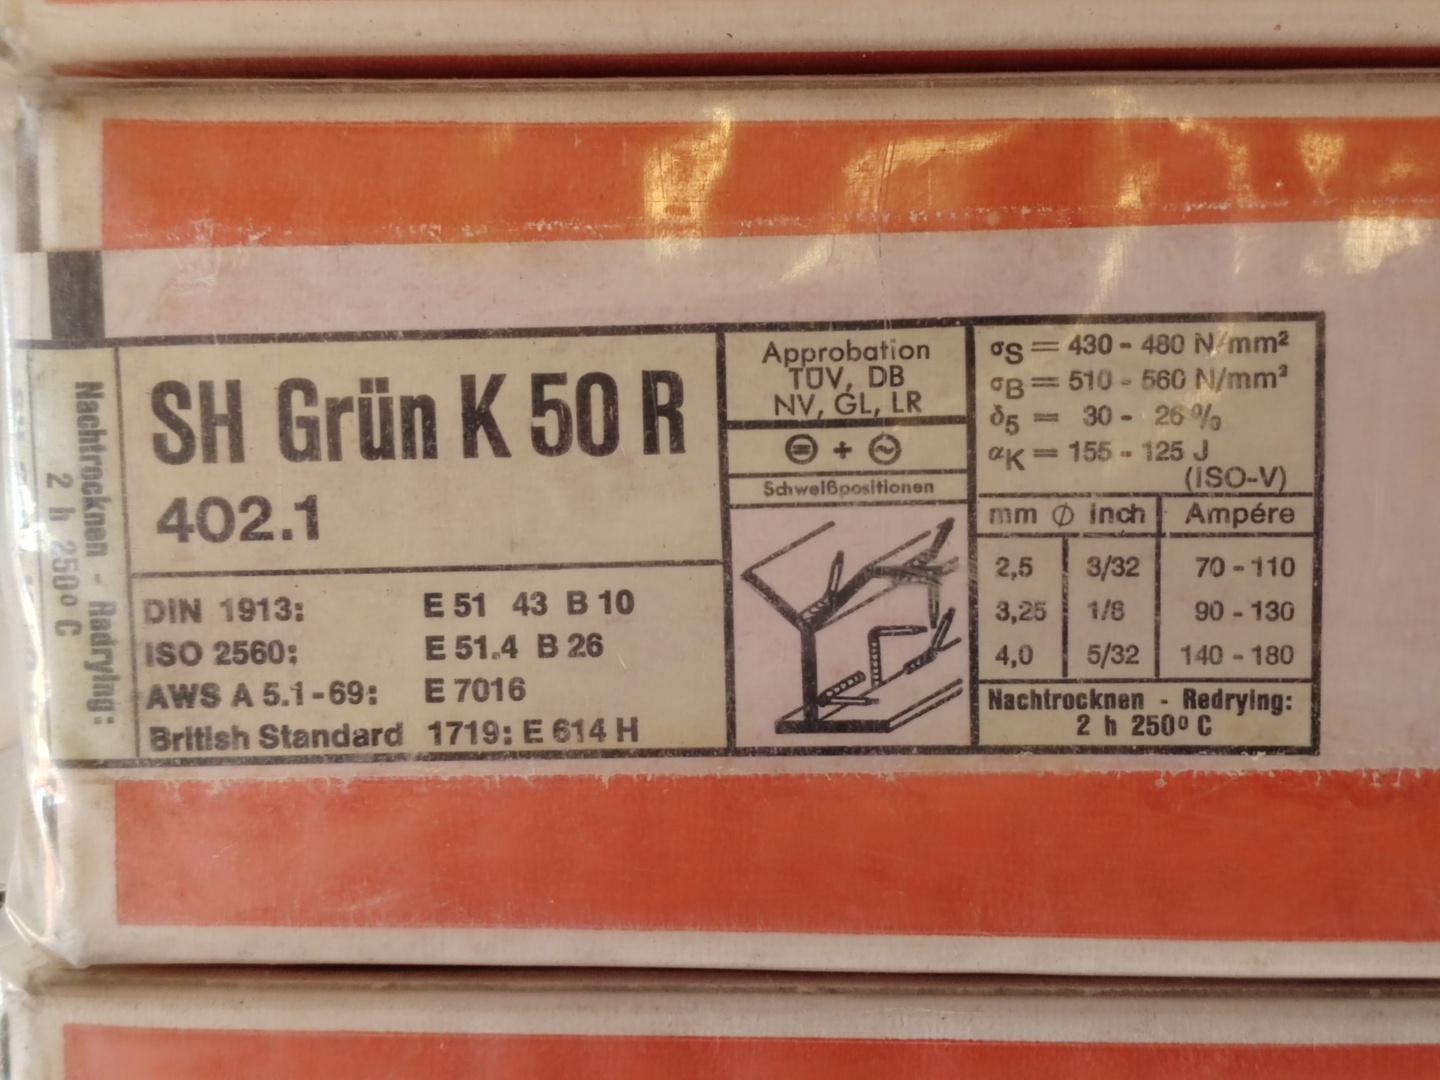 Nachtrocknen - Redrying:
2 h 250° C
SH Grün K 50 R
402.1
DIN 1913: E 51 43 B 10
ISO 2560: E 51.4 B 26
AWS A 5.1-69: E 7016
British Standard 1719: E 614 H
Approbation
TÜV, DB
NV, GL, LR
= + ~
Schweißpositionen
σS = 430 - 480 N/mm²
σB = 510 - 560 N/mm²
δ5 = 30 - 26 %
αK = 155 - 125 J
(ISO-V)
mm Ø inch Ampére
2,5 3/32 70 - 110
3,25 1/8 90 - 130
4,0 5/32 140 - 180
Nachtrocknen - Redrying:
2 h 250° C